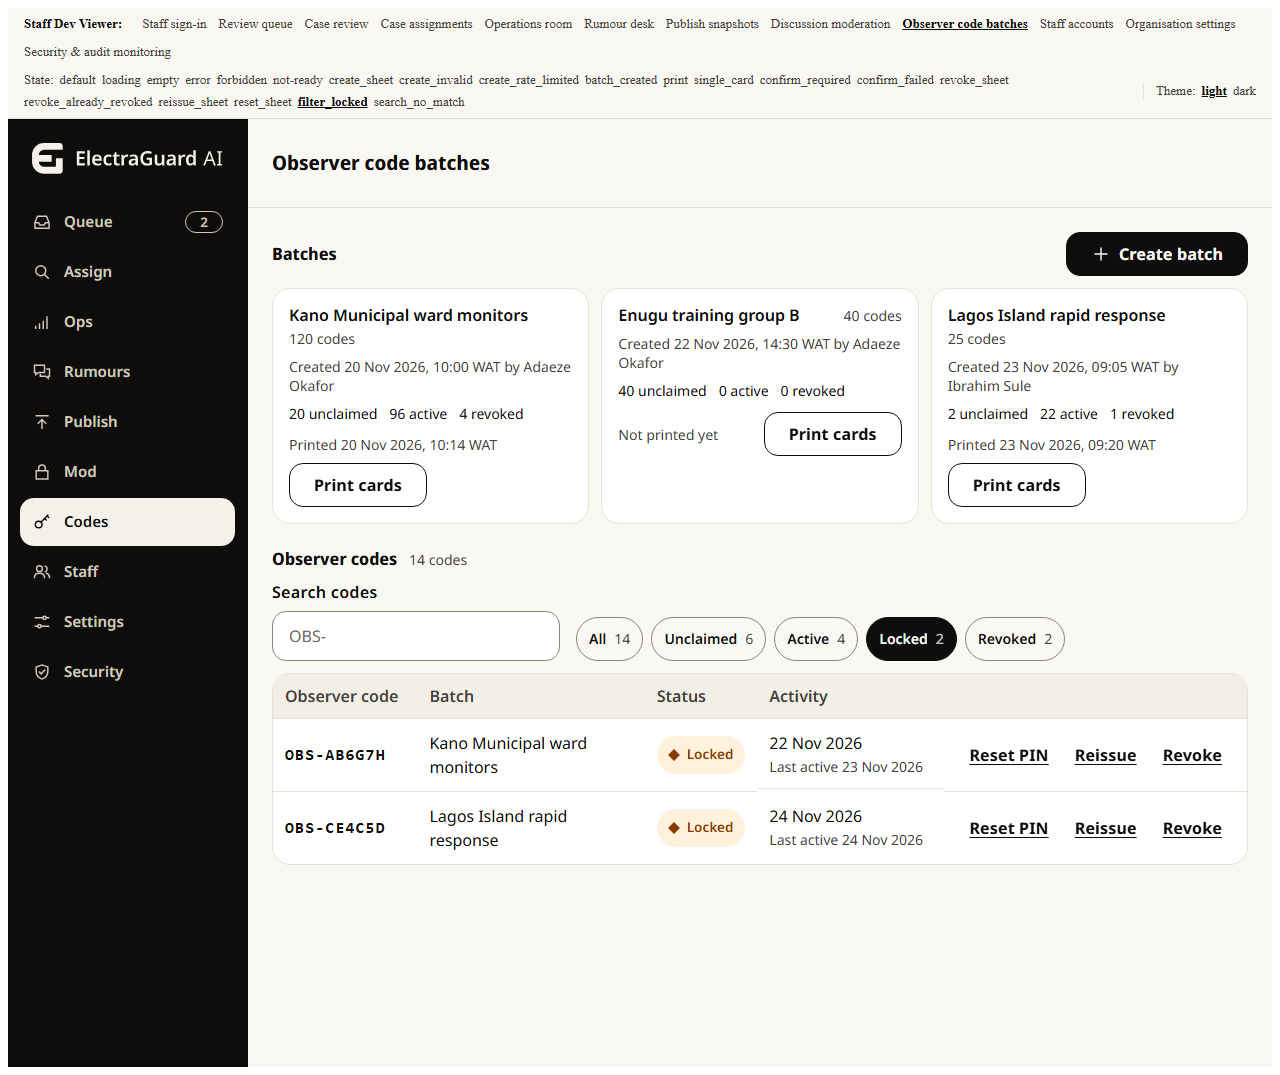 Staff Dev Viewer: Staff sign-in Review queue Case review Case assignments Operations room Rumour desk Publish snapshots Discussion moderation Observer code batches Staff accounts Organisation settings
Security & audit monitoring
State: default loading empty error forbidden not-ready create_sheet create_invalid create_rate_limited batch_created print single_card confirm_required confirm_failed revoke_sheet
revoke_already_revoked reissue_sheet reset_sheet filter_locked search_no_match
Theme: light dark
ElectraGuard AI
Queue 2
Assign
Ops
Rumours
Publish
Mod
Codes
Staff
Settings
Security
Observer code batches
Batches
Create batch
Kano Municipal ward monitors
120 codes
Created 20 Nov 2026, 10:00 WAT by Adaeze
Okafor
20 unclaimed 96 active 4 revoked
Printed 20 Nov 2026, 10:14 WAT
Print cards
Enugu training group B 40 codes
Created 22 Nov 2026, 14:30 WAT by Adaeze
Okafor
40 unclaimed 0 active 0 revoked
Not printed yet Print cards
Lagos Island rapid response
25 codes
Created 23 Nov 2026, 09:05 WAT by
Ibrahim Sule
2 unclaimed 22 active 1 revoked
Printed 23 Nov 2026, 09:20 WAT
Print cards
Observer codes 14 codes
Search codes
OBS-
All 14 Unclaimed 6 Active 4 Locked 2 Revoked 2
Observer code Batch Status Activity
OBS-AB6G7H
Kano Municipal ward
monitors
Locked
22 Nov 2026
Last active 23 Nov 2026
Reset PIN Reissue Revoke
OBS-CE4C5D
Lagos Island rapid
response
Locked
24 Nov 2026
Last active 24 Nov 2026
Reset PIN Reissue Revoke